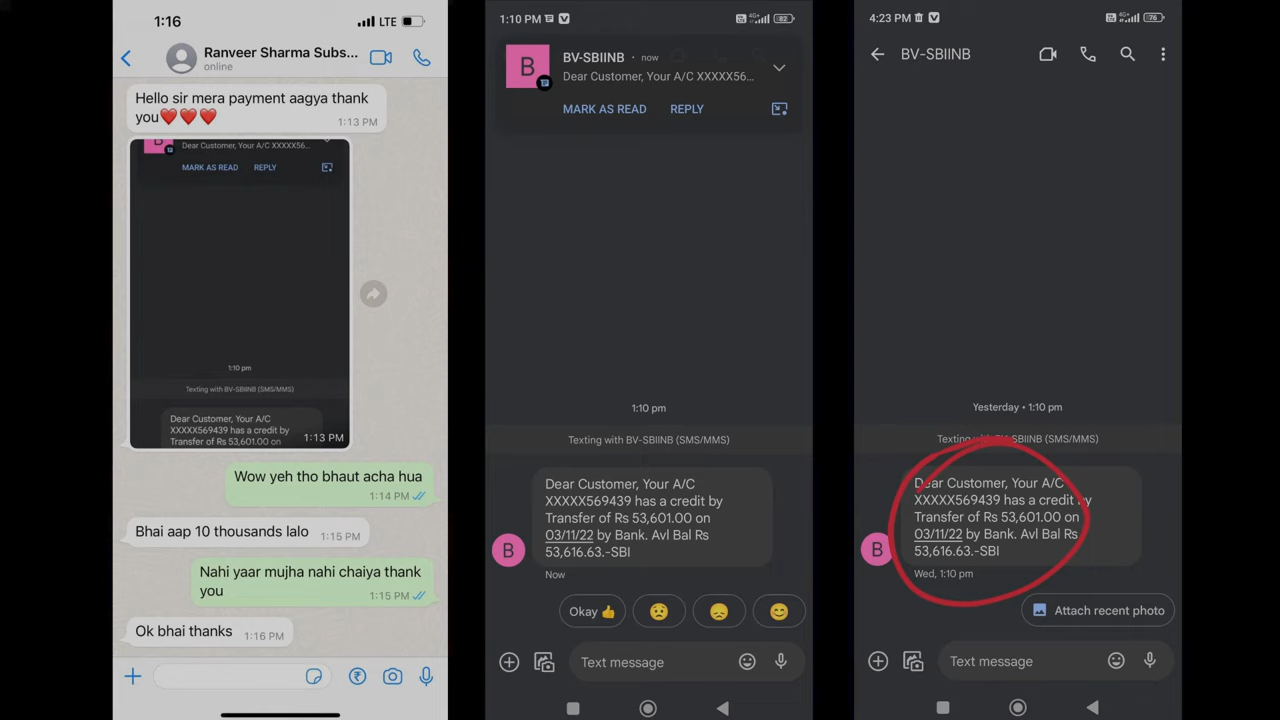 1:16
LTE
Ranveer Sharma Subs...
online
Hello sir mera payment aagya thank
you❤️❤️❤️
1:13 PM
B
Dear Customer, Your A/C XXXXX56...
MARK AS READ REPLY
1:10 pm
Texting with BV-SBIINB (SMS/MMS)
Dear Customer, Your A/C
XXXXX569439 has a credit by
Transfer of Rs 53,601.00 on
1:13 PM
Wow yeh tho bhaut acha hua
1:14 PM
Bhai aap 10 thousands lalo
1:15 PM
Nahi yaar mujha nahi chaiya thank
you
1:15 PM
Ok bhai thanks
1:16 PM
1:10 PM
4G+
82
B
BV-SBIINB • now
Dear Customer, Your A/C XXXXX56...
MARK AS READ REPLY
1:10 pm
Texting with BV-SBIINB (SMS/MMS)
Dear Customer, Your A/C
XXXXX569439 has a credit by
Transfer of Rs 53,601.00 on
03/11/22 by Bank. Avl Bal Rs
53,616.63.-SBI
B
Now
Okay 👍 😟 😞 😊
Text message
4:23 PM
4G+
76
BV-SBIINB
Yesterday • 1:10 pm
Texting with BV-SBIINB (SMS/MMS)
Dear Customer, Your A/C
XXXXX569439 has a credit by
Transfer of Rs 53,601.00 on
03/11/22 by Bank. Avl Bal Rs
53,616.63.-SBI
B
Wed, 1:10 pm
Attach recent photo
Text message